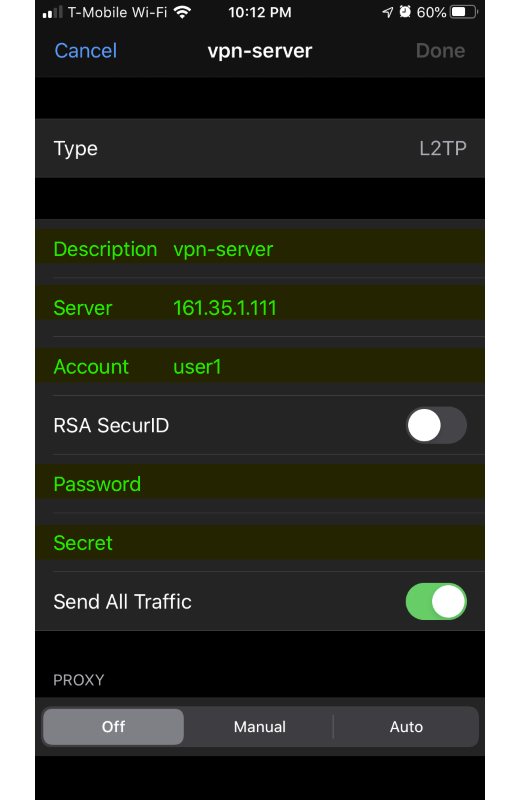 T-Mobile Wi-Fi 10:12 PM 60%
Cancel vpn-server Done
Type L2TP
Description vpn-server
Server 161.35.1.111
Account user1
RSA SecurID
Password
Secret
Send All Traffic
PROXY
Off Manual Auto